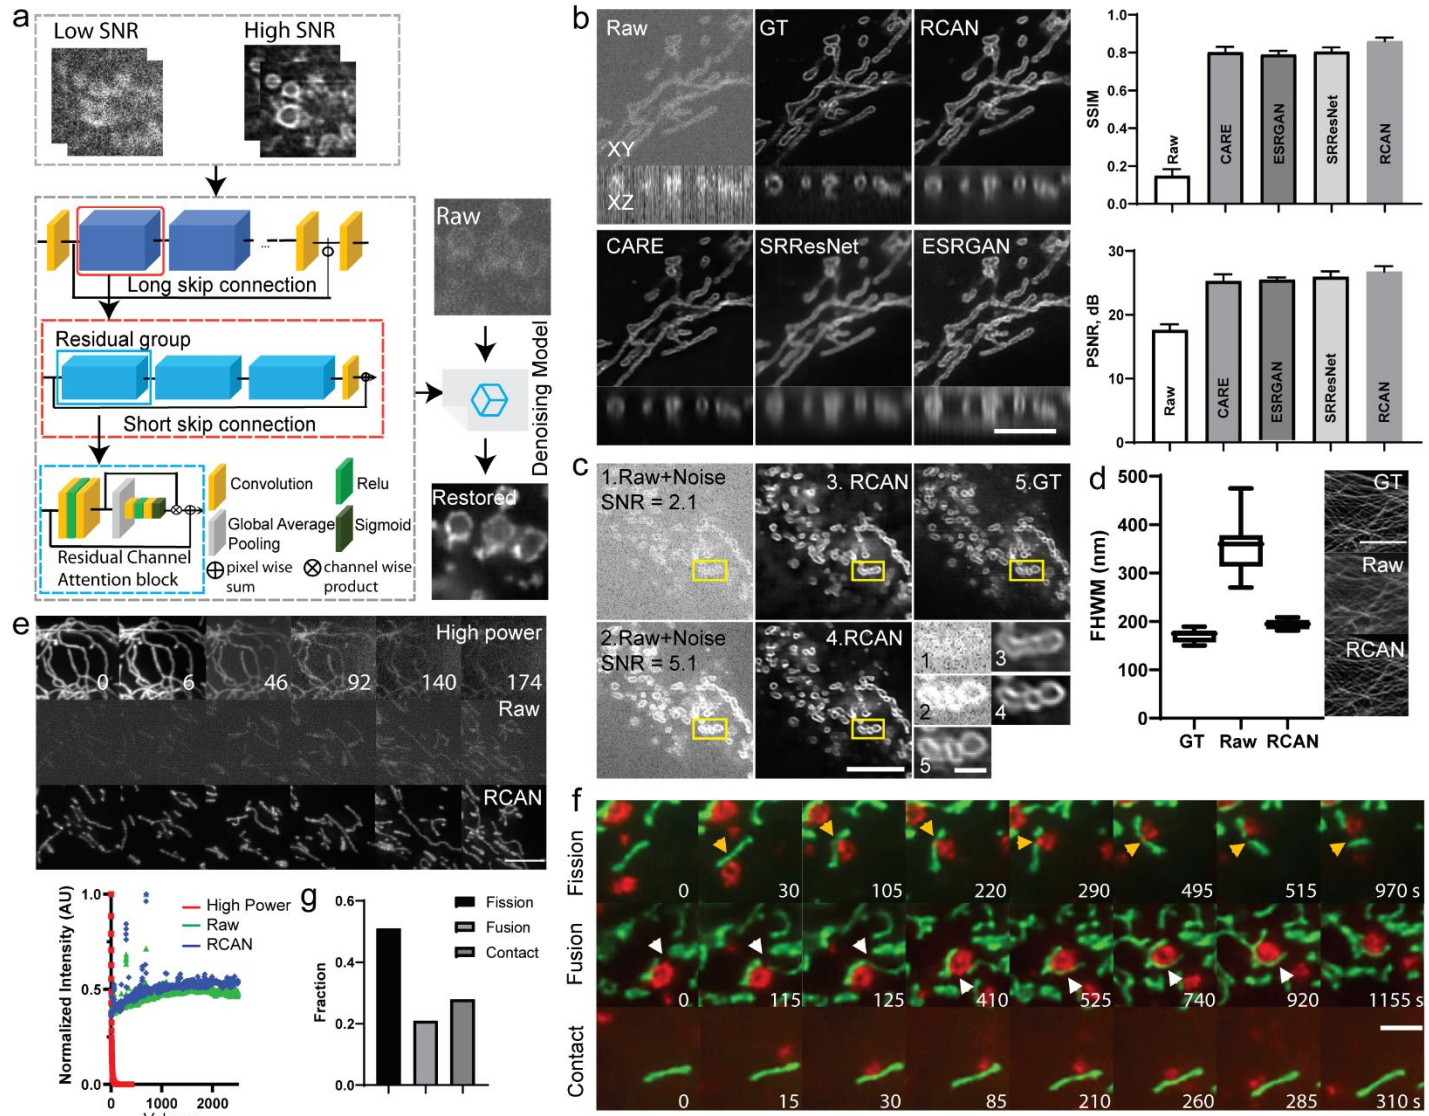 a
Low SNR
High SNR
Long skip connection
Residual group
Short skip connection
Convolution
Relu
Global Average
Pooling
Sigmoid
Residual Channel
Attention block
pixel wise
sum
channel wise
product
Raw
Denoising Model
Restored
b
Raw
GT
RCAN
XY
XZ
CARE
SRResNet
ESRGAN
SSIM
1.0
0.8
0.6
0.4
0.2
0.0
Raw
CARE
ESRGAN
SRResNet
RCAN
PSNR, dB
30
20
10
0
Raw
CARE
ESRGAN
SRResNet
RCAN
c
1.Raw+Noise
SNR = 2.1
3. RCAN
5.GT
2.Raw+Noise
SNR = 5.1
4.RCAN
1
3
2
4
5
d
FHWM (nm)
500
400
300
200
100
0
GT
Raw
RCAN
GT
Raw
RCAN
e
High power
0
6
46
92
140
174
Raw
RCAN
Normalized Intensity (AU)
1.0
0.5
0.0
0
1000
2000
High Power
Raw
RCAN
f
Fission
0
30
105
220
290
495
515
970 s
Fusion
0
115
125
410
525
740
920
1155 s
Contact
0
15
30
85
210
260
285
310 s
g
Fraction
0.6
0.4
0.2
0.0
Fission
Fusion
Contact